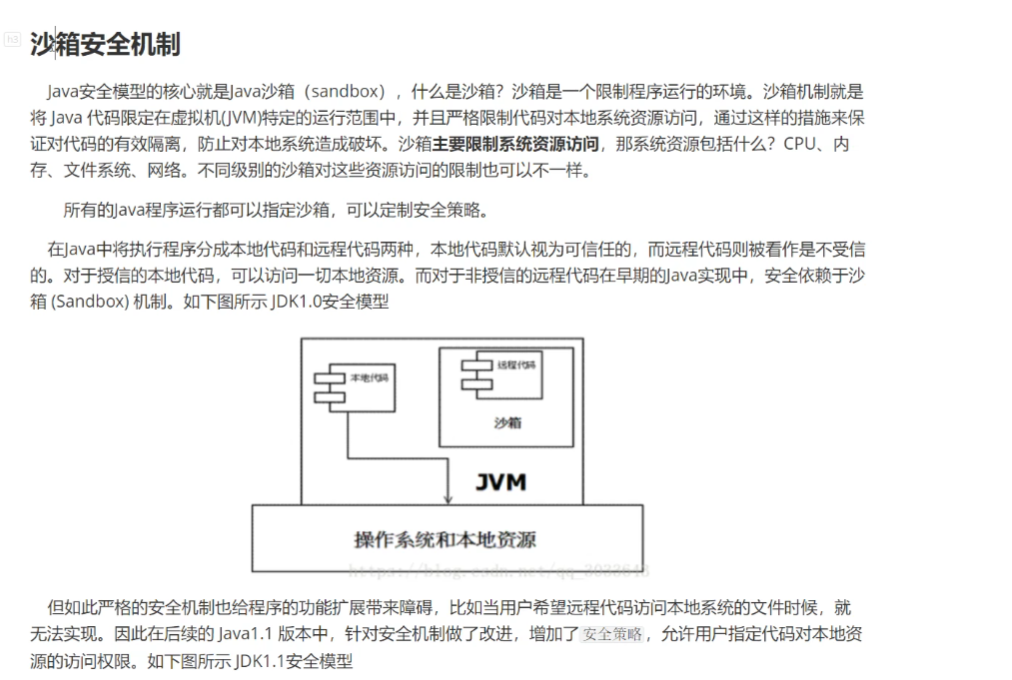 h3
沙箱安全机制
Java安全模型的核心就是Java沙箱（sandbox）, 什么是沙箱？沙箱是一个限制程序运行的环境。沙箱机制就是
将 Java 代码限定在虚拟机(JVM)特定的运行范围中，并且严格限制代码对本地系统资源访问，通过这样的措施来保
证对代码的有效隔离，防止对本地系统造成破坏。沙箱主要限制系统资源访问，那系统资源包括什么？CPU、内
存、文件系统、网络。不同级别的沙箱对这些资源访问的限制也可以不一样。
所有的Java程序运行都可以指定沙箱，可以定制安全策略。
在Java中将执行程序分成本地代码和远程代码两种，本地代码默认视为可信任的，而远程代码则被看作是不受信
的。对于授信的本地代码，可以访问一切本地资源。而对于非授信的远程代码在早期的Java实现中，安全依赖于沙
箱 (Sandbox) 机制。如下图所示 JDK1.0安全模型
本地代码
远程代码
沙箱
JVM
操作系统和本地资源
但如此严格的安全机制也给程序的功能扩展带来障碍，比如当用户希望远程代码访问本地系统的文件时候，就
无法实现。因此在后续的 Java1.1 版本中，针对安全机制做了改进，增加了 安全策略 ，允许用户指定代码对本地资
源的访问权限。如下图所示 JDK1.1安全模型